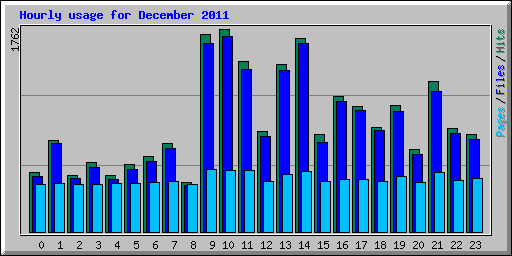 Hourly usage for December 2011
1762
Pages / Files / Hits
0 1 2 3 4 5 6 7 8 9 10 11 12 13 14 15 16 17 18 19 20 21 22 23